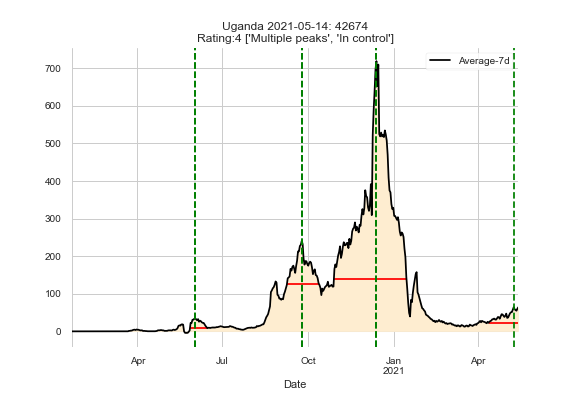 Uganda 2021-05-14: 42674
Rating:4 ['Multiple peaks', 'In control']
Average-7d
700
600
500
400
300
200
100
0
Apr
Jul
Oct
Jan
2021
Apr
Date